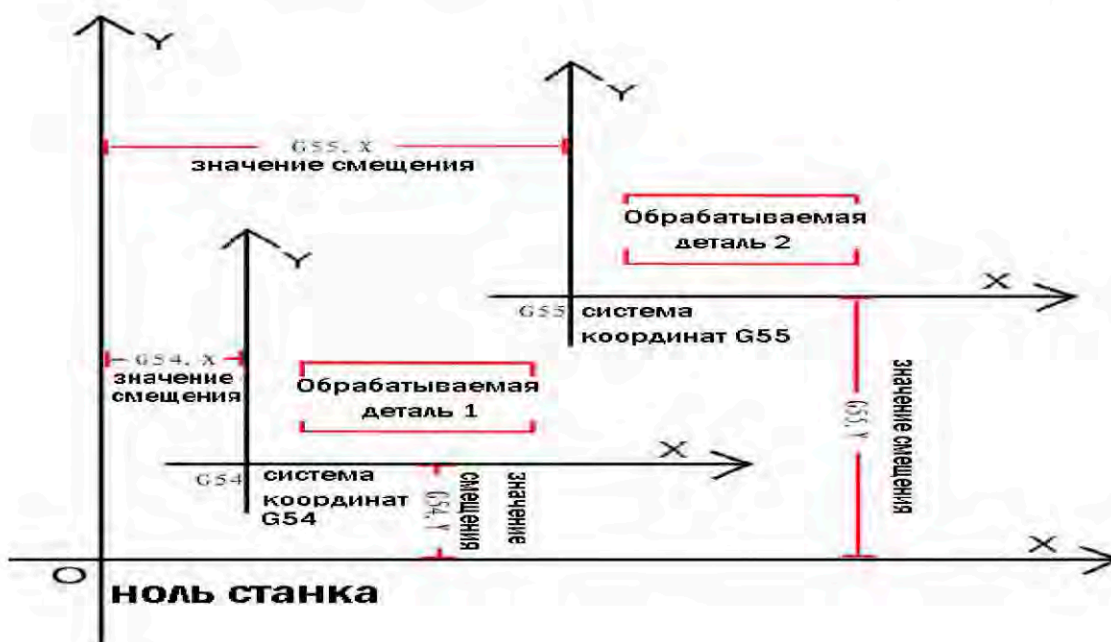 Y
Y
G55. X
значение смещения
Обрабатываемая
деталь 2
Y
X
G55 система
координат G55
G54. X
значение
смещения
Обрабатываемая
деталь 1
значение смещения
G55. Y
X
G54 система
координат
G54
G54. Y
значение
смещения
X
O
ноль станка